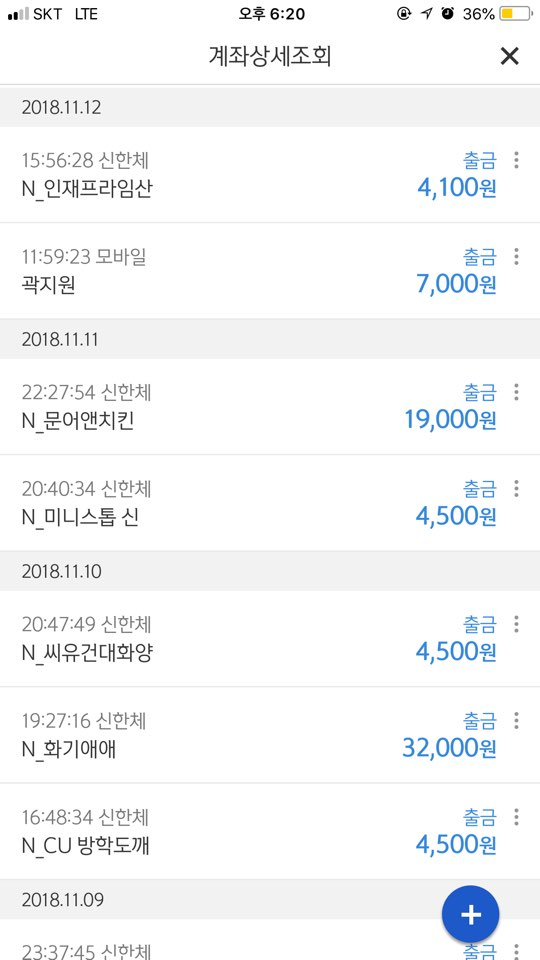 SKT LTE 오후 6:20 36%
계좌상세조회
2018.11.12
15:56:28 신한체 출금
N_인재프라임산 4,100원
11:59:23 모바일 출금
곽지원 7,000원
2018.11.11
22:27:54 신한체 출금
N_문어앤치킨 19,000원
20:40:34 신한체 출금
N_미니스톱 신 4,500원
2018.11.10
20:47:49 신한체 출금
N_씨유건대화양 4,500원
19:27:16 신한체 출금
N_화기애애 32,000원
16:48:34 신한체 출금
N_CU 방학도깨 4,500원
2018.11.09
23:37:45 신한체 출금